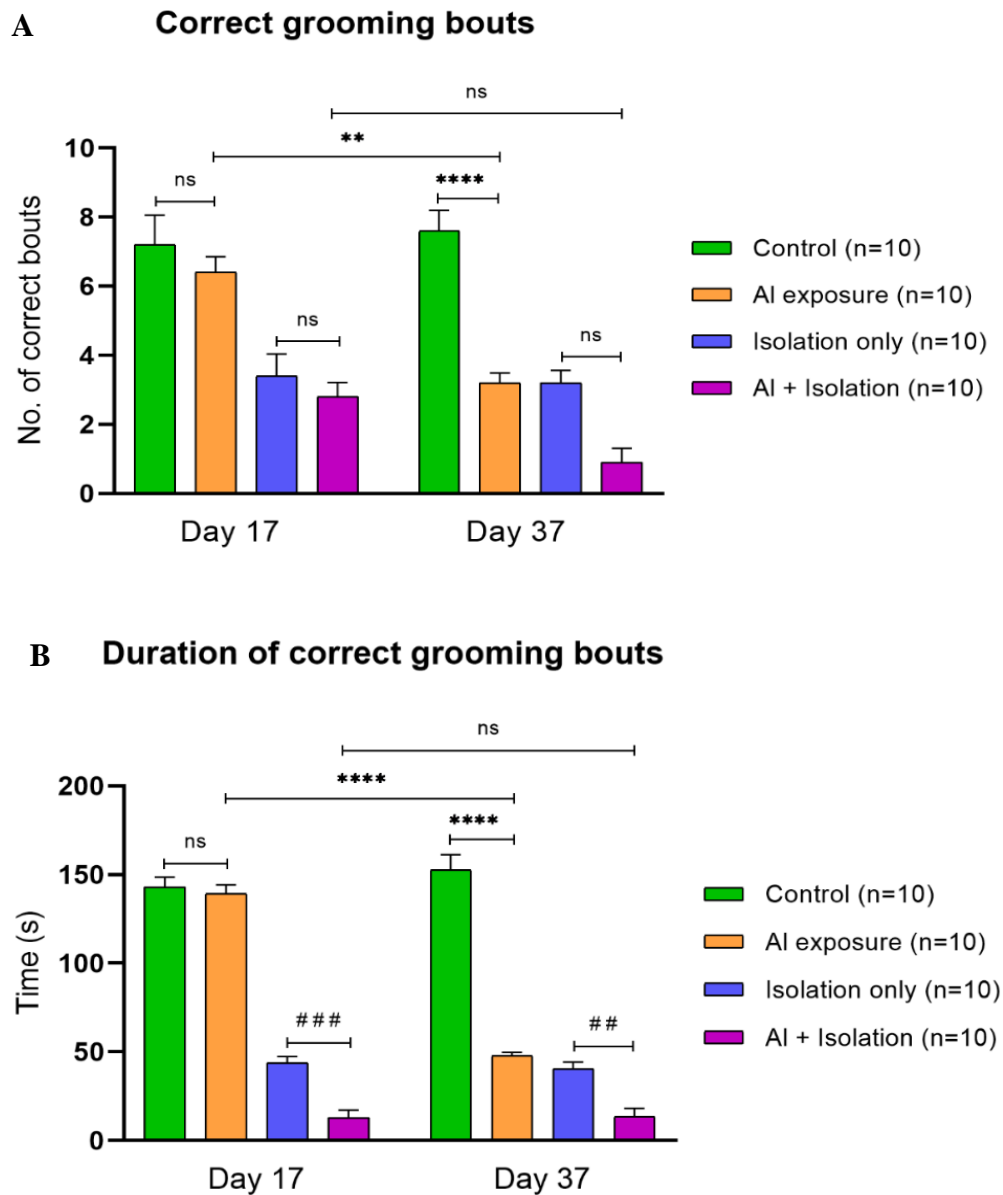 A
Correct grooming bouts
ns
**
ns
****
ns
ns
No. of correct bouts
10
8
6
4
2
0
Day 17
Day 37
Control (n=10)
Al exposure (n=10)
Isolation only (n=10)
Al + Isolation (n=10)
B
Duration of correct grooming bouts
ns
****
ns
****
###
##
Time (s)
200
150
100
50
0
Day 17
Day 37
Control (n=10)
Al exposure (n=10)
Isolation only (n=10)
Al + Isolation (n=10)